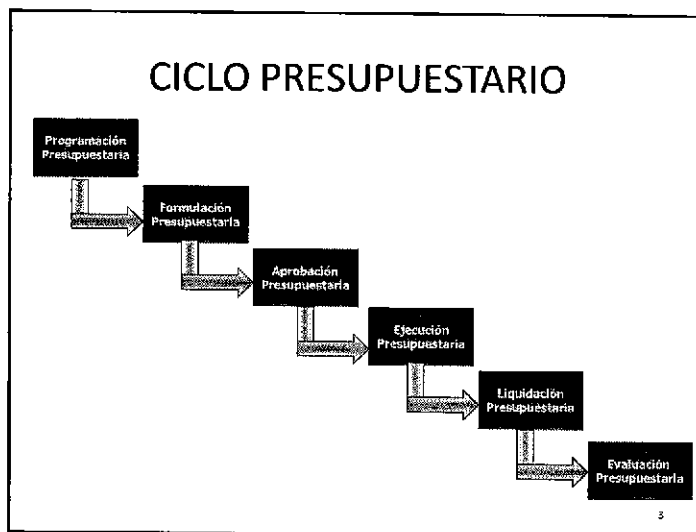 CICLO PRESUPUESTARIO
Programación
Presupuestaria
Formulación
Presupuestaria
Aprobación
Presupuestaria
Ejecución
Presupuestaria
Liquidación
Presupuestaria
Evaluación
Presupuestaria
3